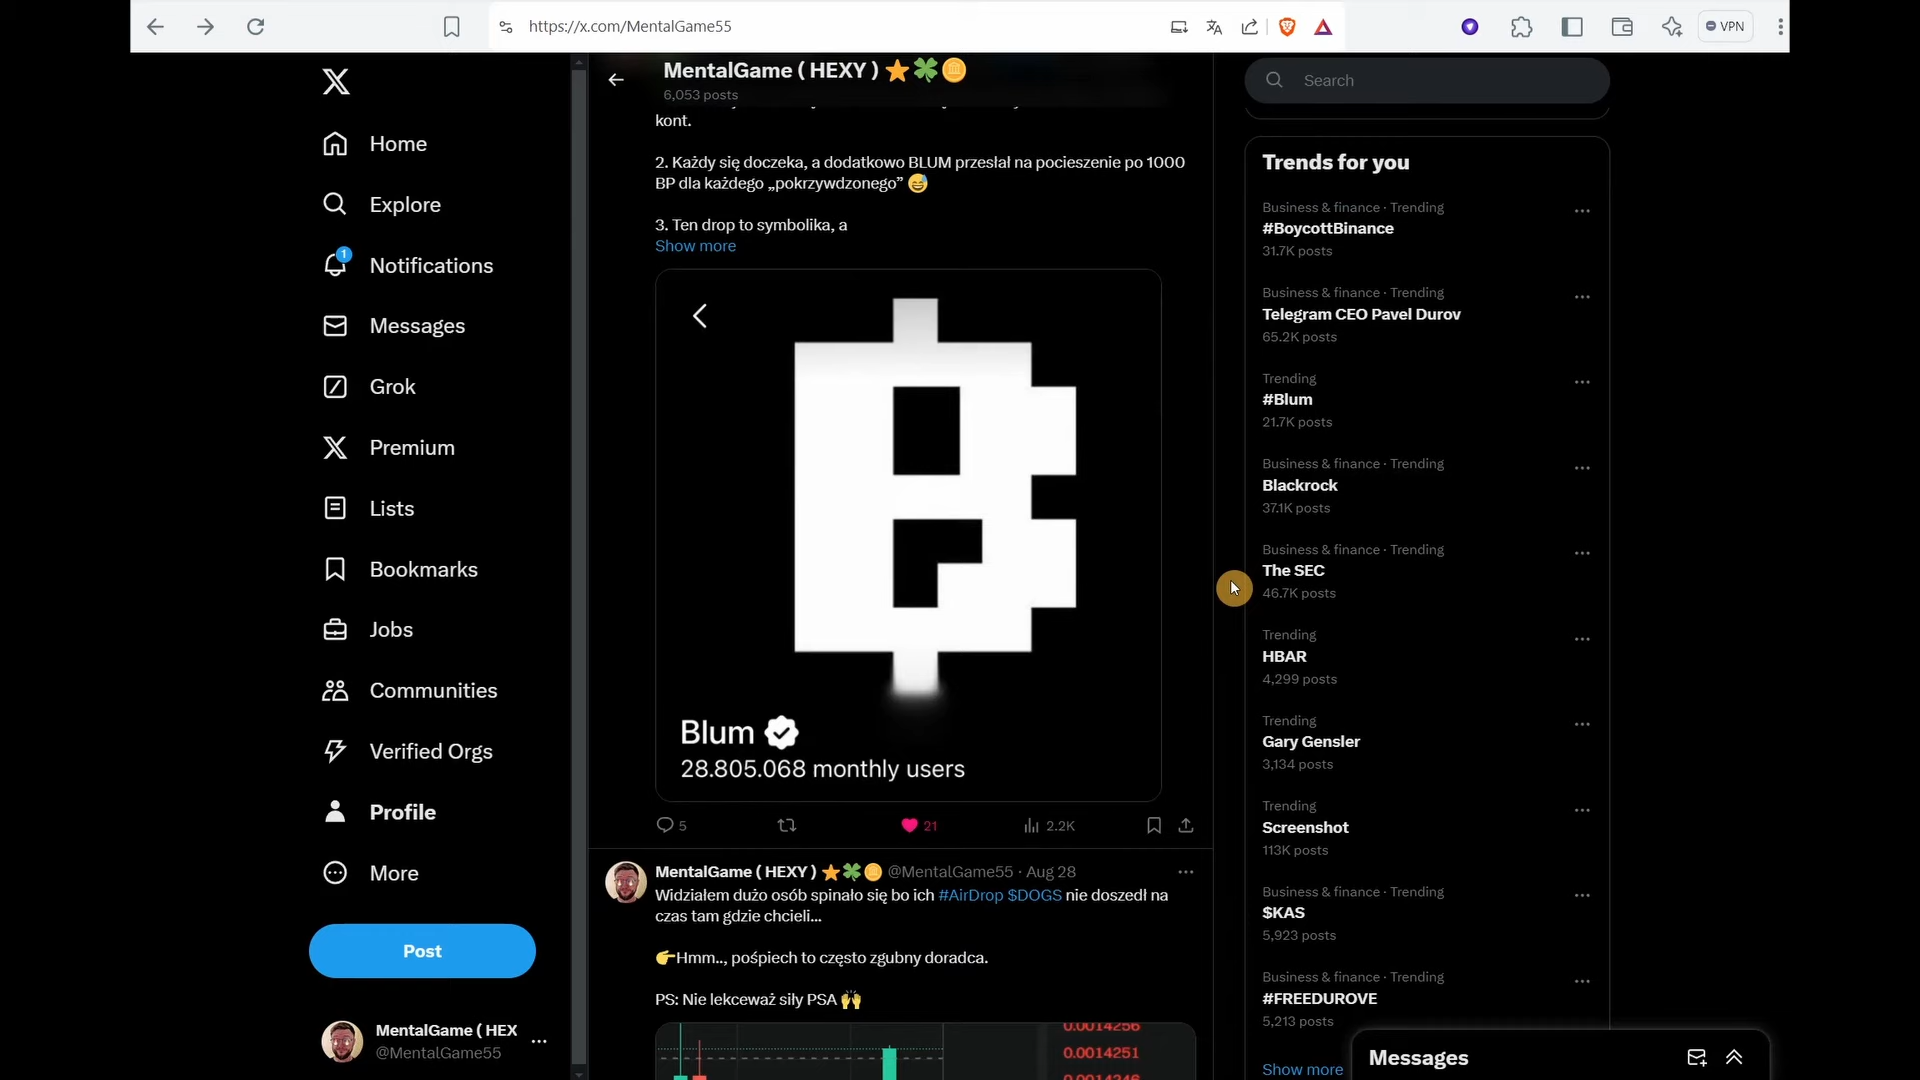 https://x.com/MentalGame55
VPN
Home
Explore
1
Notifications
Messages
Grok
Premium
Lists
Bookmarks
Jobs
Communities
Verified Orgs
Profile
More
Post
MentalGame ( HEX
@MentalGame55
MentalGame ( HEXY )
6,053 posts
kont.
2. Każdy się doczeka, a dodatkowo BLUM przesłał na pocieszenie po 1000
BP dla każdego „pokrzywdzonego” 😅
3. Ten drop to symbolika, a
Show more
Blum
28.805.068 monthly users
5
21
2.2K
MentalGame ( HEXY ) ⭐🍀🪙 @MentalGame55 · Aug 28
Widziałem dużo osób spinało się bo ich #AirDrop $DOGS nie doszedł na
czas tam gdzie chcieli...
👉Hmm.., pośpiech to często zgubny doradca.
PS: Nie lekceważ siły PSA 🙌
0.0014256
0.0014251
0.0014246
Search
Trends for you
Business & finance · Trending
#BoycottBinance
31.7K posts
Business & finance · Trending
Telegram CEO Pavel Durov
65.2K posts
Trending
#Blum
21.7K posts
Business & finance · Trending
Blackrock
37.1K posts
Business & finance · Trending
The SEC
46.7K posts
Trending
HBAR
4,299 posts
Trending
Gary Gensler
3,134 posts
Trending
Screenshot
113K posts
Business & finance · Trending
$KAS
5,923 posts
Business & finance · Trending
#FREEDUROVE
5,213 posts
Show more
Messages